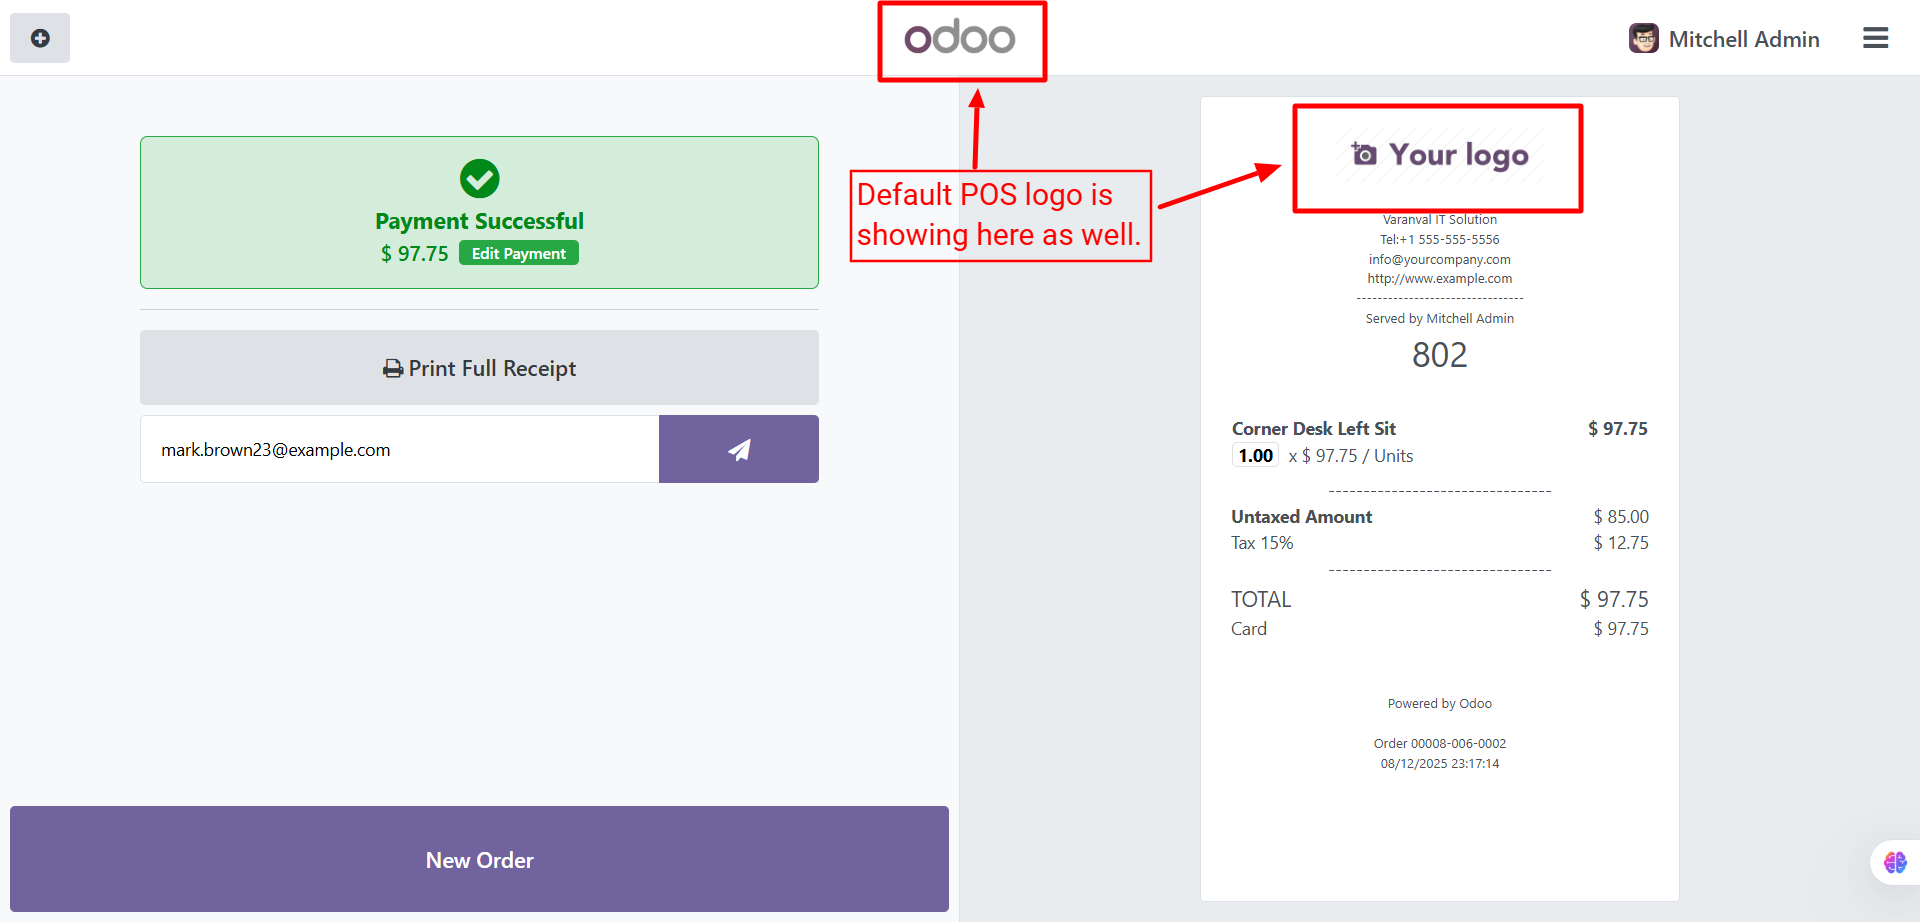 odoo
Mitchell Admin
Payment Successful
$ 97.75 Edit Payment
Print Full Receipt
mark.brown23@example.com
New Order
Default POS logo is
showing here as well.
Your logo
Varanval IT Solution
Tel:+1 555-555-5556
info@yourcompany.com
http://www.example.com
--------------------------------
Served by Mitchell Admin
802
Corner Desk Left Sit $ 97.75
1.00 x $ 97.75 / Units
--------------------------------
Untaxed Amount $ 85.00
Tax 15% $ 12.75
--------------------------------
TOTAL $ 97.75
Card $ 97.75
Powered by Odoo
Order 00008-006-0002
08/12/2025 23:17:14